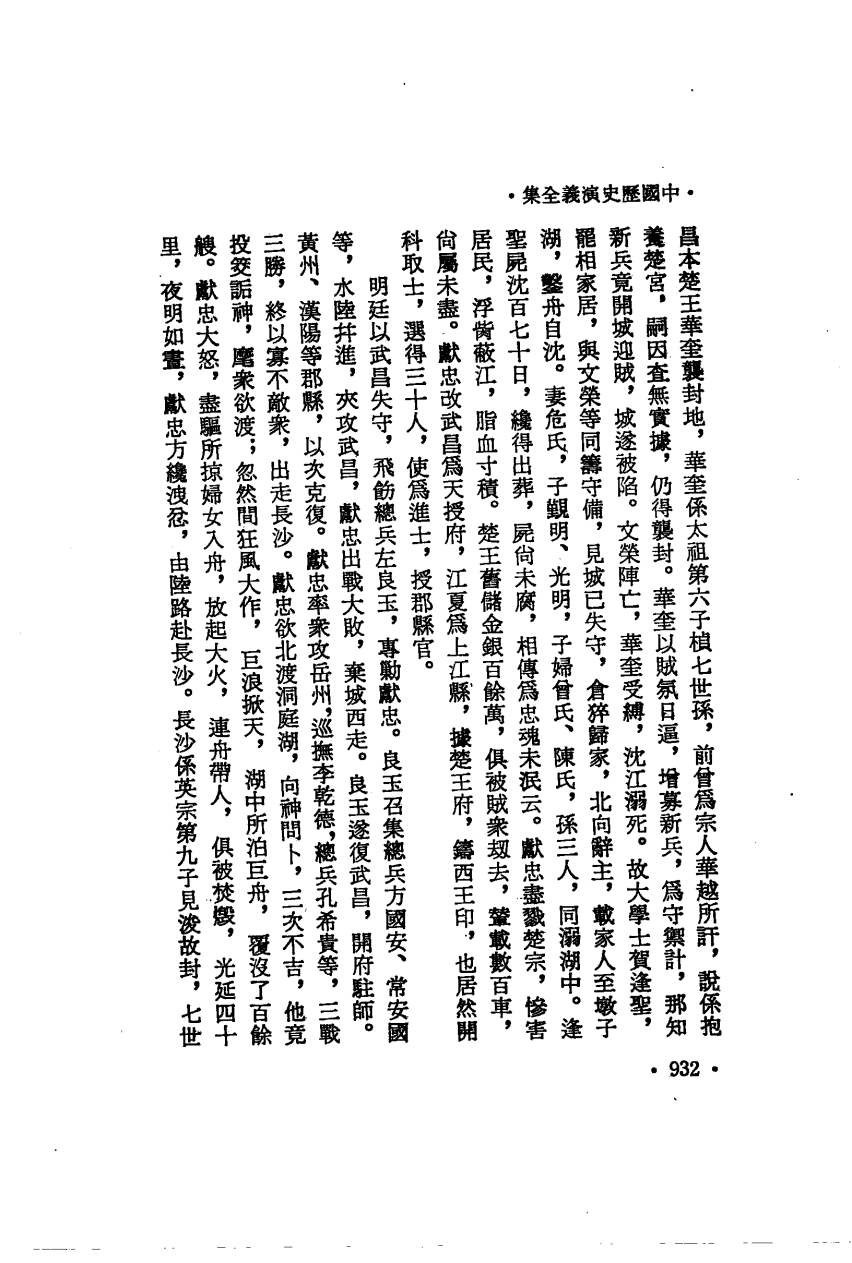 ·中國歷史演義全集·
昌本楚王華奎襲封地，華奎係太祖第六子楨七世孫，前曾爲宗人華越所訐，說係抱
養楚宮，嗣因查無實據，仍得襲封。華奎以賊氛日逼，增募新兵，爲守禦計，那知
新兵竟開城迎賊，城遂被陷。文榮陣亡，華奎受縛，沈江溺死。故大學士賀逢聖，
罷相家居，與文榮等同籌守備，見城已失守，倉猝歸家，北向辭主，載家人至墩子
湖，鑿舟自沈。妻危氏，子覲明、光明，子婦曾氏、陳氏，孫三人，同溺湖中。逢
聖屍沈百七十日，纔得出葬，屍尙未腐，相傳爲忠魂未泯云。獻忠盡戮楚宗，慘害
居民，浮胔蔽江，脂血寸積。楚王舊儲金銀百餘萬，俱被賊衆刼去，輦載數百車，
尙屬未盡。獻忠改武昌爲天授府，江夏爲上江縣，據楚王府，鑄西王印，也居然開
科取士，選得三十人，使爲進士，授郡縣官。
明廷以武昌失守，飛飭總兵左良玉，專勦獻忠。良玉召集總兵方國安、常安國
等，水陸幷進，夾攻武昌，獻忠出戰大敗，棄城西走。良玉遂復武昌，開府駐師。
黃州、漢陽等郡縣，以次克復。獻忠率衆攻岳州，巡撫李乾德，總兵孔希貴等，三戰
三勝，終以寡不敵衆，出走長沙。獻忠欲北渡洞庭湖，向神問卜，三次不吉，他竟
投筊詬神，麾衆欲渡；忽然間狂風大作，巨浪掀天，湖中所泊巨舟，覆沒了百餘
艘。獻忠大怒，盡驅所掠婦女入舟，放起大火，連舟帶人，俱被焚燬，光延四十
里，夜明如晝，獻忠方纔洩忿，由陸路赴長沙。長沙係英宗第九子見浚故封，七世
·932·